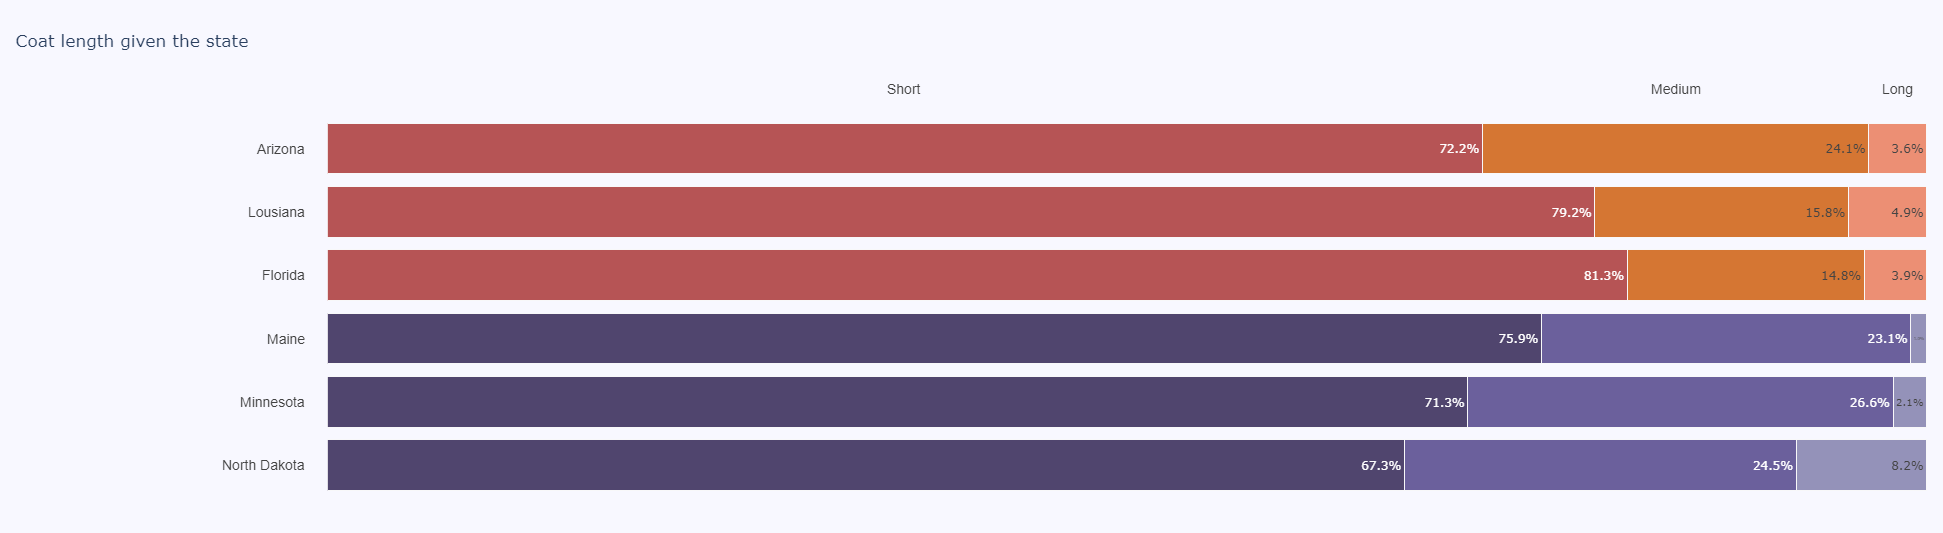 Coat length given the state
Short Medium Long
Arizona 72.2% 24.1% 3.6%
Lousiana 79.2% 15.8% 4.9%
Florida 81.3% 14.8% 3.9%
Maine 75.9% 23.1%
Minnesota 71.3% 26.6% 2.1%
North Dakota 67.3% 24.5% 8.2%